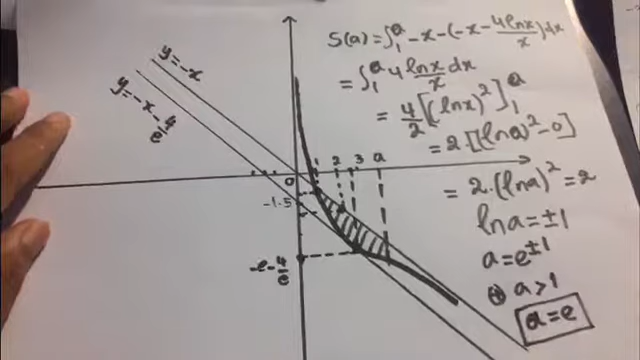 y=-x
y=-x-4/e
S(a)=∫₁ᵃ -x-(-x-4lnx/x)dx
=∫₁ᵃ 4 lnx/x dx
=4/2 [(lnx)²]₁ᵃ
=2.[(lna)²-0]
=2.(lna)²=2
lna=±1
a=e^±1
a>1
a=e
0
2 3 a
-1.5
-e-4/e